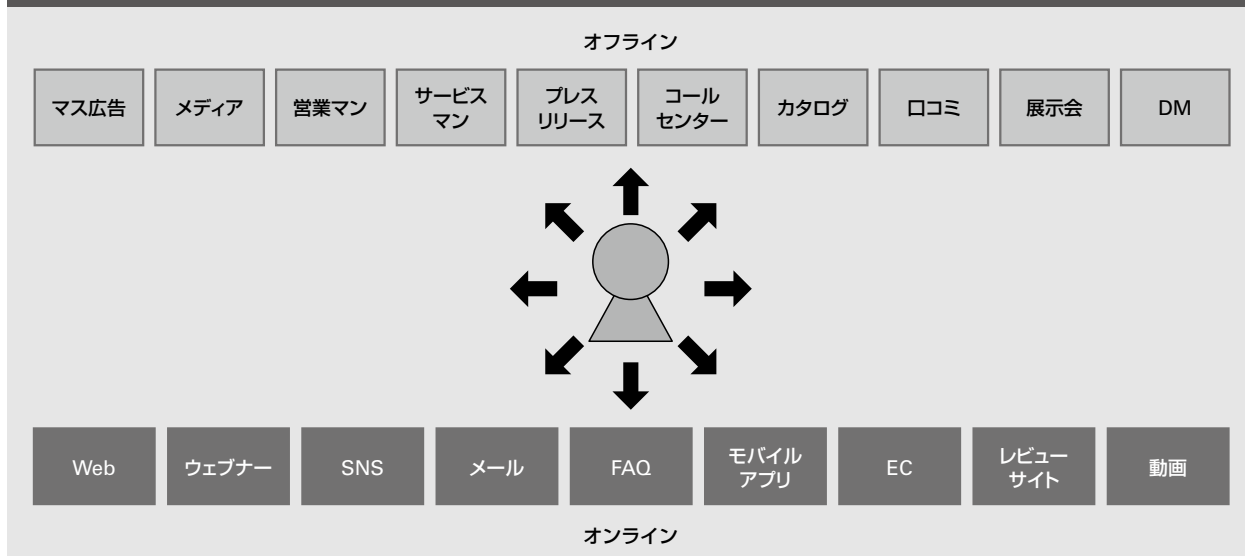 オフライン
マス広告
メディア
営業マン
サービス
マン
プレス
リリース
コール
センター
カタログ
口コミ
展示会
DM
Web
ウェブナー
SNS
メール
FAQ
モバイル
アプリ
EC
レビュー
サイト
動画
オンライン